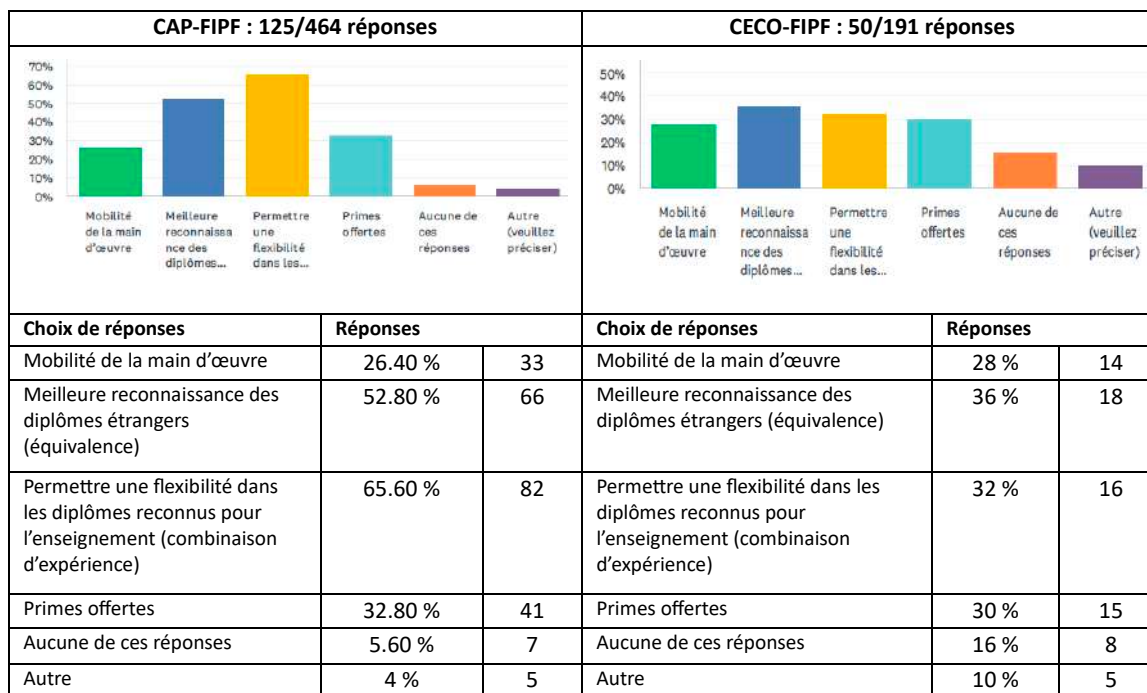 CAP-FIPF : 125/464 réponses
CECO-FIPF : 50/191 réponses
70%
60%
50%
40%
30%
20%
10%
0%
Mobilité
de la main
d'œuvre
Meilleure
reconnaissa
nce des
diplômes...
Permettre
une
flexibilité
dans les...
Primes
offertes
Aucune de
ces
réponses
Autre
(veuillez
préciser)
50%
40%
30%
20%
10%
0%
Mobilité
de la main
d'œuvre
Meilleure
reconnaissa
nce des
diplômes...
Permettre
une
flexibilité
dans les...
Primes
offertes
Aucune de
ces
réponses
Autre
(veuillez
préciser)
Choix de réponses Réponses
Mobilité de la main d'œuvre 26.40 % 33
Meilleure reconnaissance des 52.80 % 66
diplômes étrangers
(équivalence)
Permettre une flexibilité dans 65.60 % 82
les diplômes reconnus pour
l'enseignement (combinaison
d'expérience)
Primes offertes 32.80 % 41
Aucune de ces réponses 5.60 % 7
Autre 4 % 5
Choix de réponses Réponses
Mobilité de la main d'œuvre 28 % 14
Meilleure reconnaissance des 36 % 18
diplômes étrangers (équivalence)
Permettre une flexibilité dans les 32 % 16
diplômes reconnus pour
l'enseignement (combinaison
d'expérience)
Primes offertes 30 % 15
Aucune de ces réponses 16 % 8
Autre 10 % 5